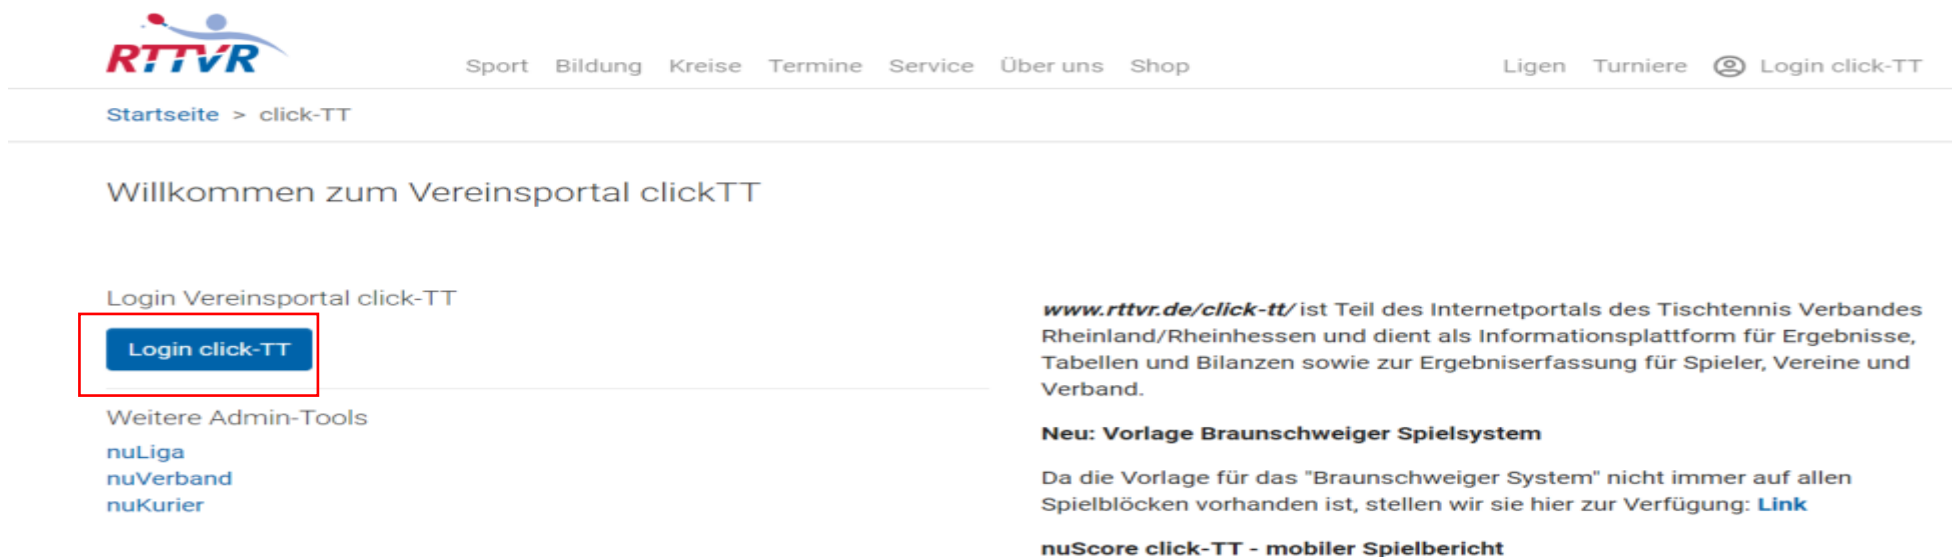 RTTVR
Sport Bildung Kreise Termine Service Über uns Shop Ligen Turniere Login click-TT
Startseite > click-TT
Willkommen zum Vereinsportal clickTT
Login Vereinsportal click-TT
Login click-TT
Weitere Admin-Tools
nuLiga
nuVerband
nuKurier
www.rttvr.de/click-tt/ ist Teil des Internetportals des Tischtennis Verbandes
Rheinland/Rheinhessen und dient als Informationsplattform für Ergebnisse,
Tabellen und Bilanzen sowie zur Ergebniserfassung für Spieler, Vereine und
Verband.
Neu: Vorlage Braunschweiger Spielsystem
Da die Vorlage für das "Braunschweiger System" nicht immer auf allen
Spielblöcken vorhanden ist, stellen wir sie hier zur Verfügung: Link
nuScore click-TT - mobiler Spielbericht